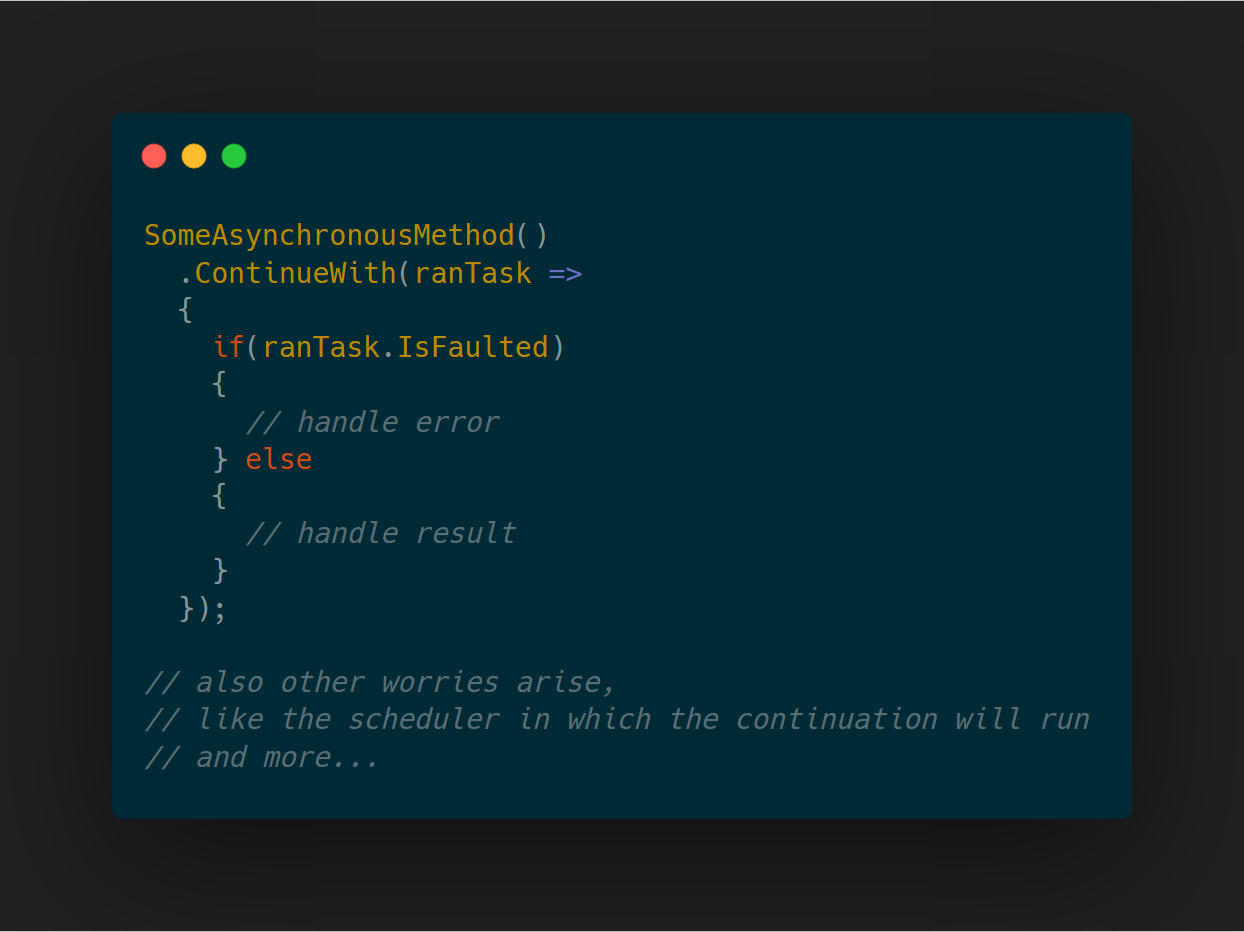 SomeAsynchronousMethod()
  .ContinueWith(ranTask =>
  {
    if(ranTask.IsFaulted)
    {
      // handle error
    } else
    {
      // handle result
    }
  });

// also other worries arise,
// like the scheduler in which the continuation will run
// and more...